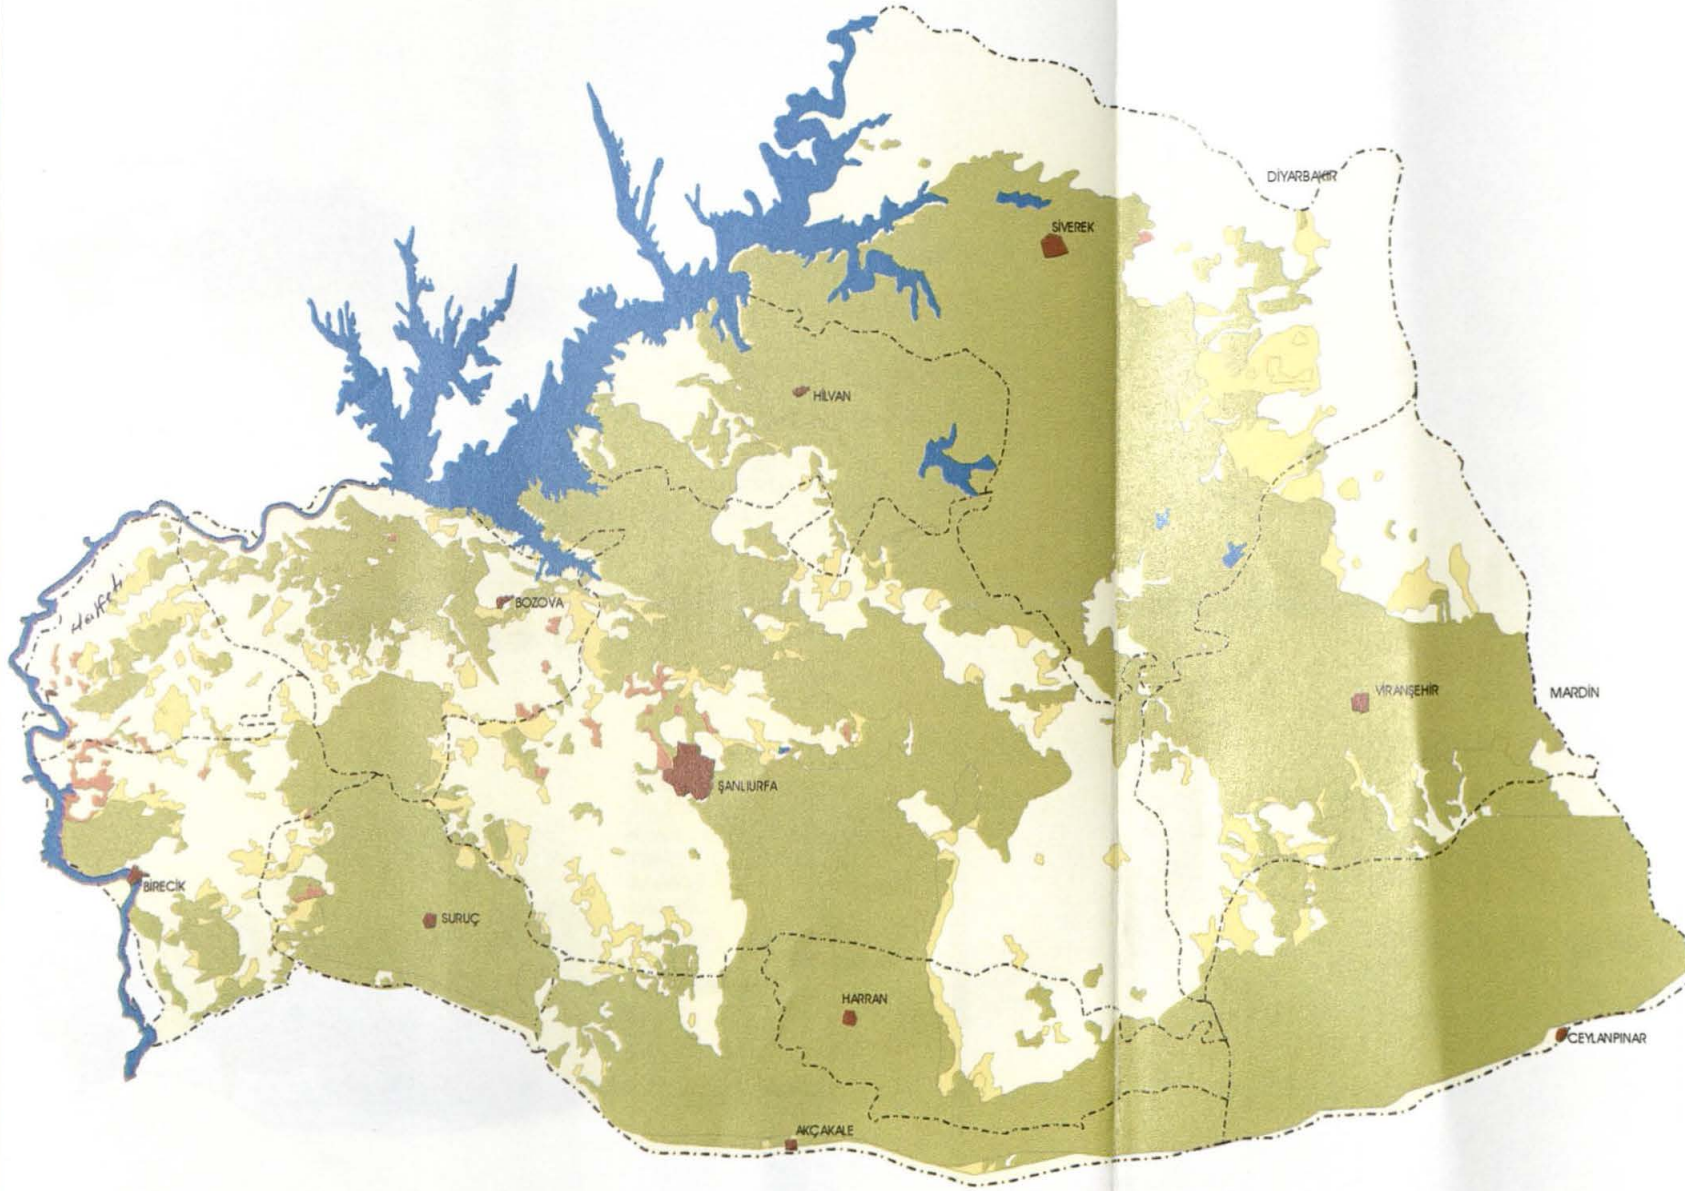 DİYARBAKIR
SİVEREK
HİLVAN
Halfeti
BOZOVA
VİRANŞEHİR
MARDİN
ŞANLIURFA
BİRECİK
SURUÇ
HARRAN
CEYLANPINAR
AKÇAKALE